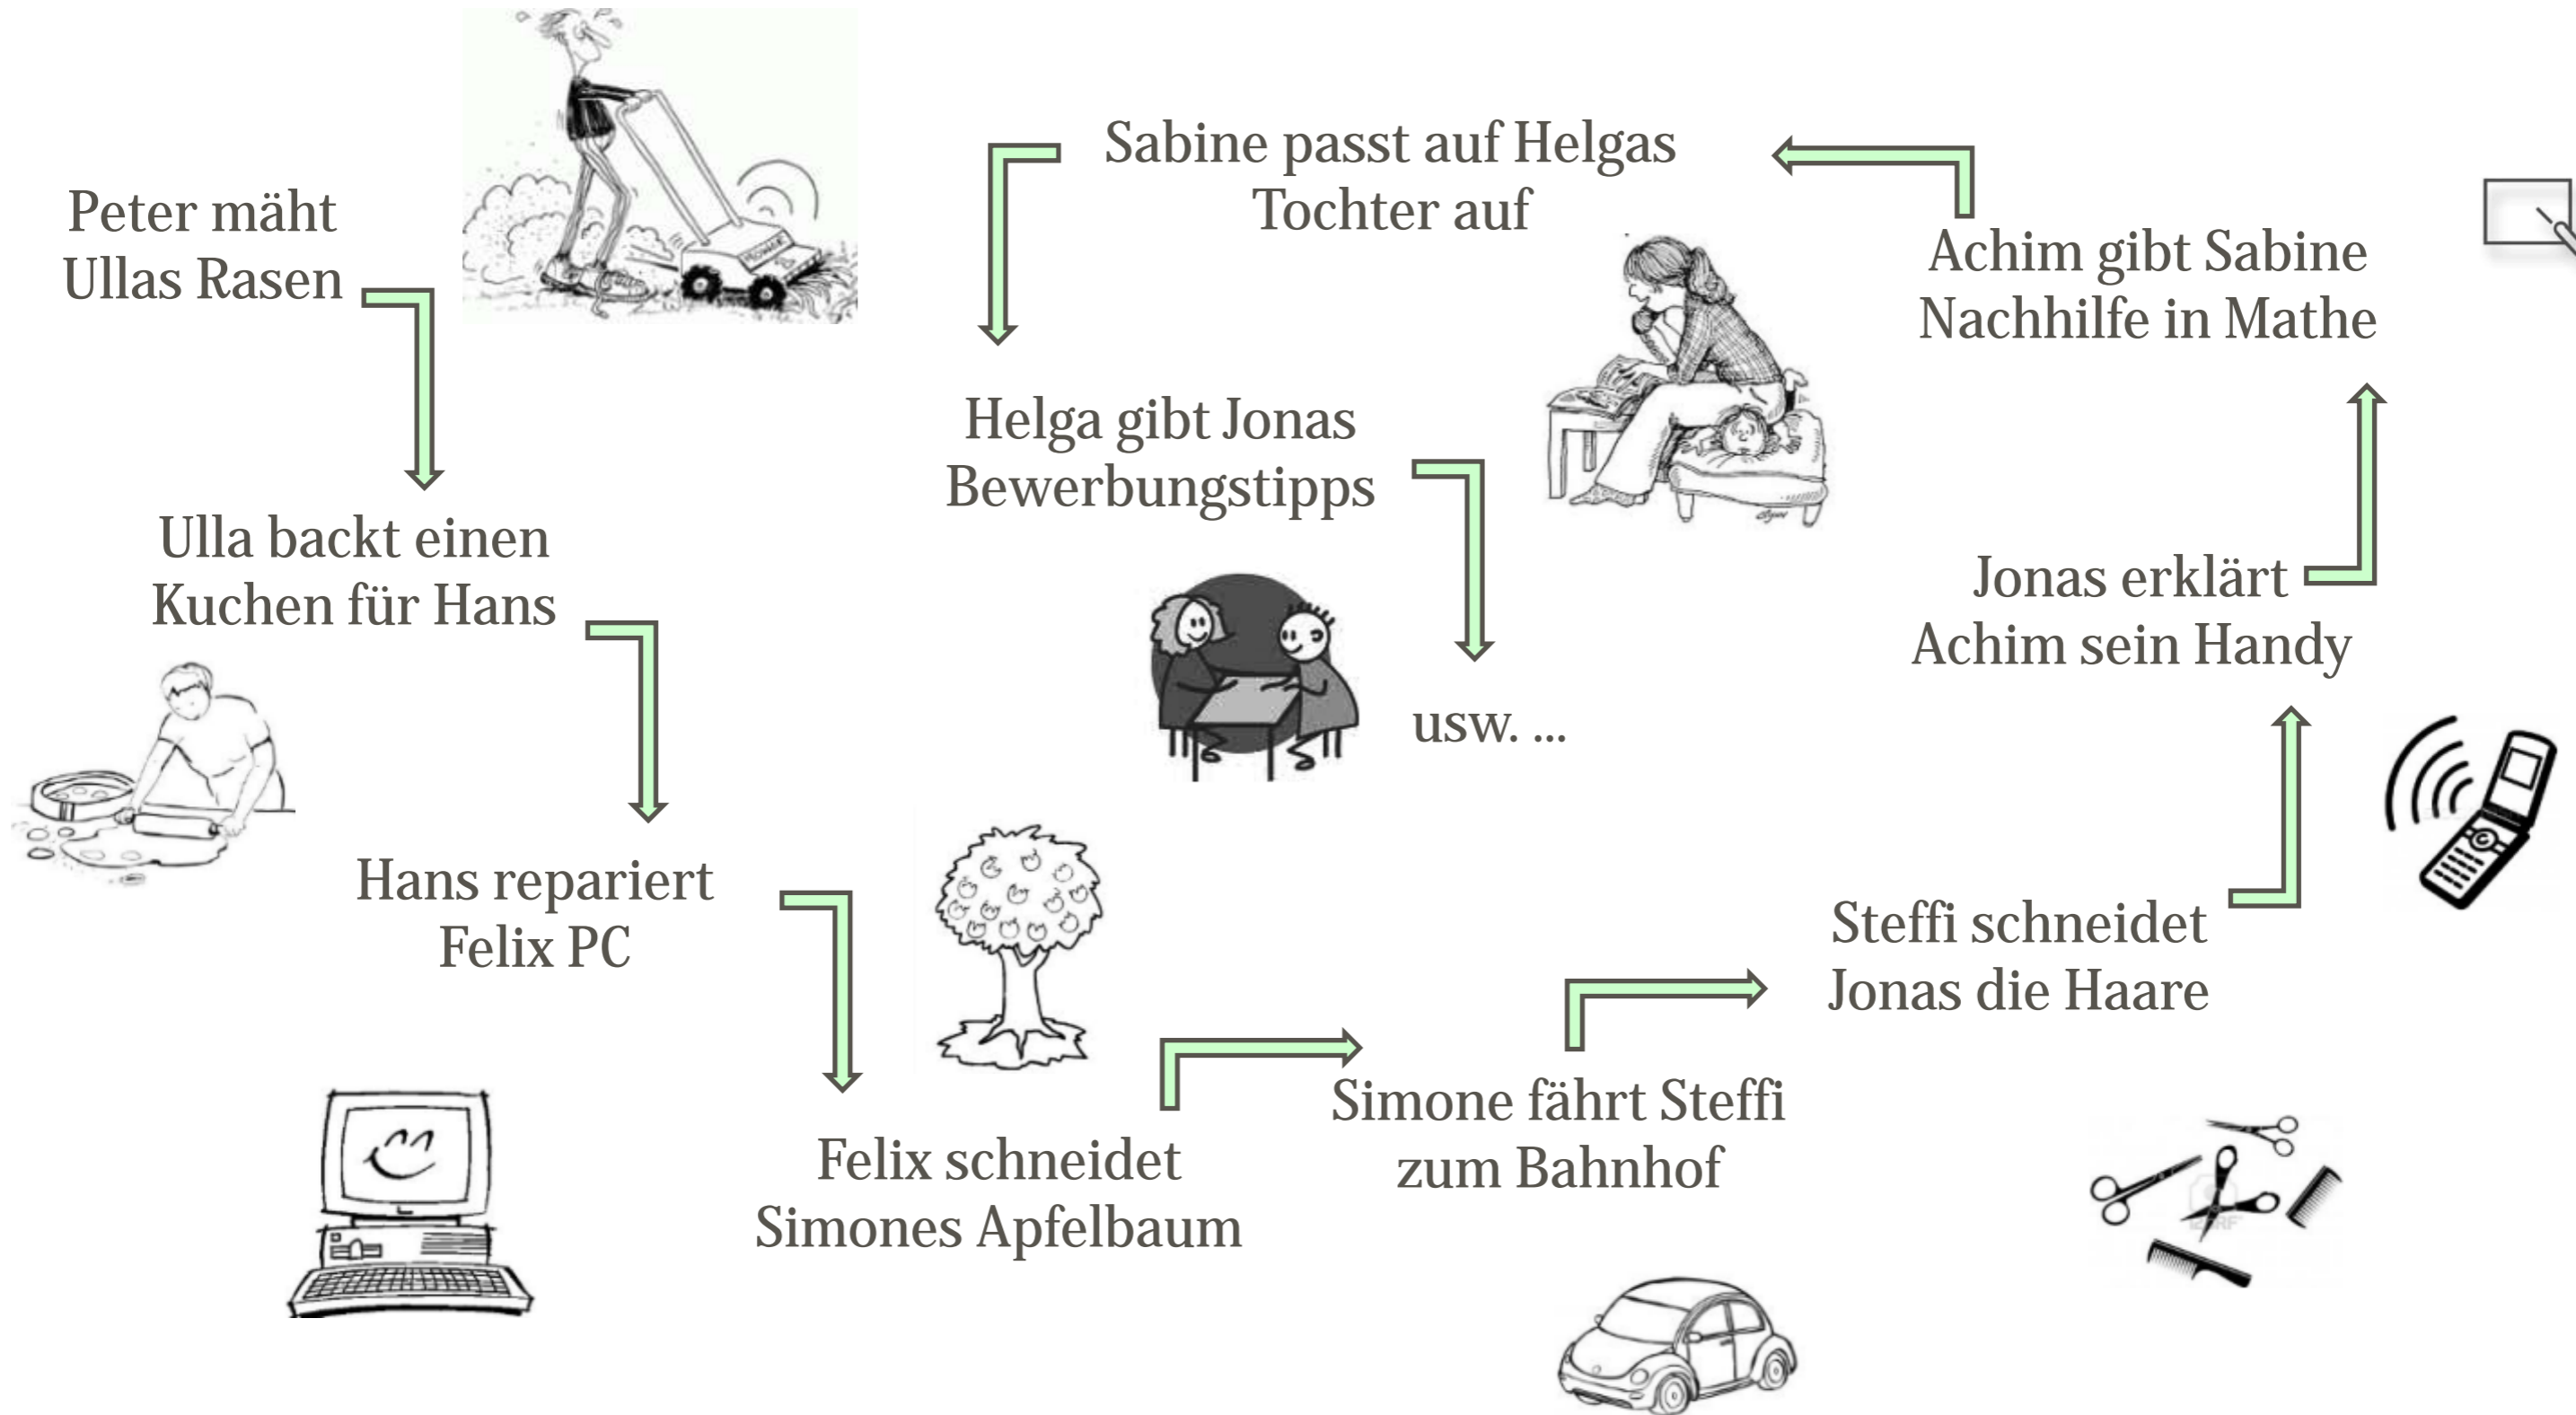 Peter mäht
Ullas Rasen
Ulla backt einen
Kuchen für Hans
Hans repariert
Felix PC
Felix schneidet
Simones Apfelbaum
Simone fährt Steffi
zum Bahnhof
Steffi schneidet
Jonas die Haare
Jonas erklärt
Achim sein Handy
Achim gibt Sabine
Nachhilfe in Mathe
Sabine passt auf Helgas
Tochter auf
Helga gibt Jonas
Bewerbungstipps
usw. ...